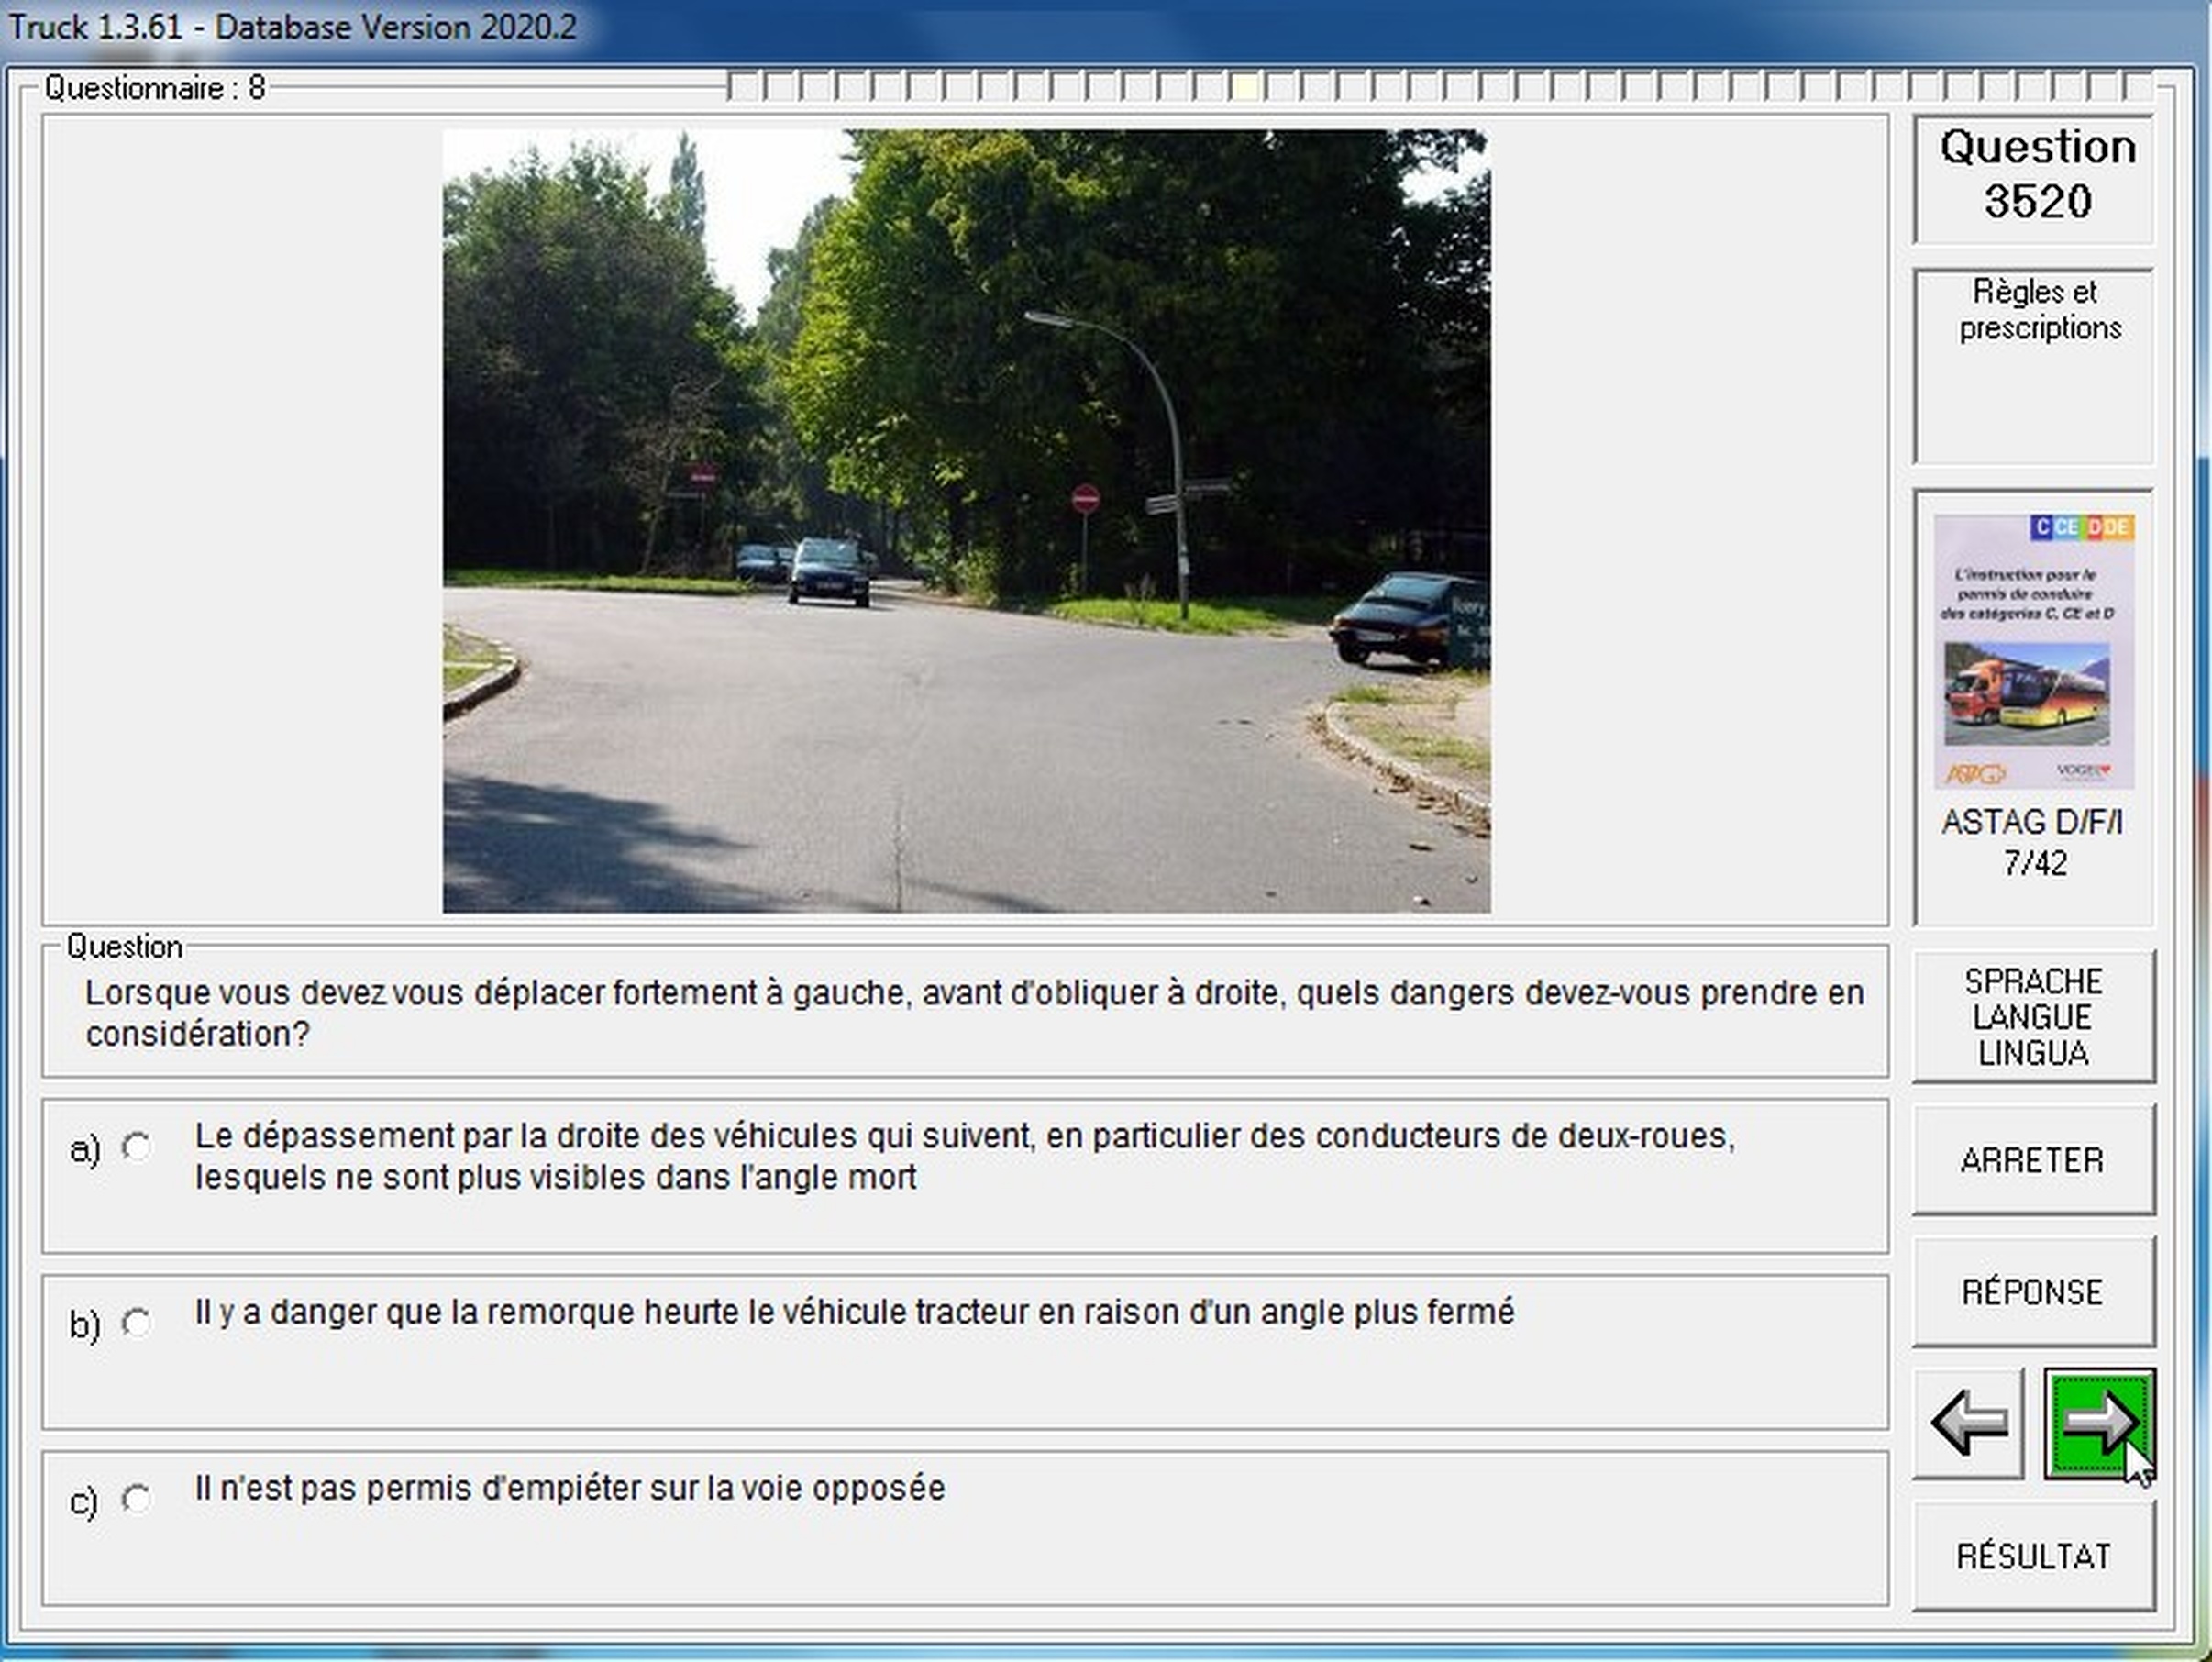 Truck 1.3.61 - Database Version 2020.2
Questionnaire : 8
Question
3520
Règles et
prescriptions
C CE D DE
L'instruction pour le
permis de conduire
des catégories C, CE et D
ASTAG
VOGEL
ASTAG D/F/I
7/42
Question
Lorsque vous devez vous déplacer fortement à gauche, avant d'obliquer à droite, quels dangers devez-vous prendre en
considération?
a) Le dépassement par la droite des véhicules qui suivent, en particulier des conducteurs de deux-roues,
lesquels ne sont plus visibles dans l'angle mort
b) Il y a danger que la remorque heurte le véhicule tracteur en raison d'un angle plus fermé
c) Il n'est pas permis d'empiéter sur la voie opposée
SPRACHE
LANGUE
LINGUA
ARRETER
RÉPONSE
RÉSULTAT